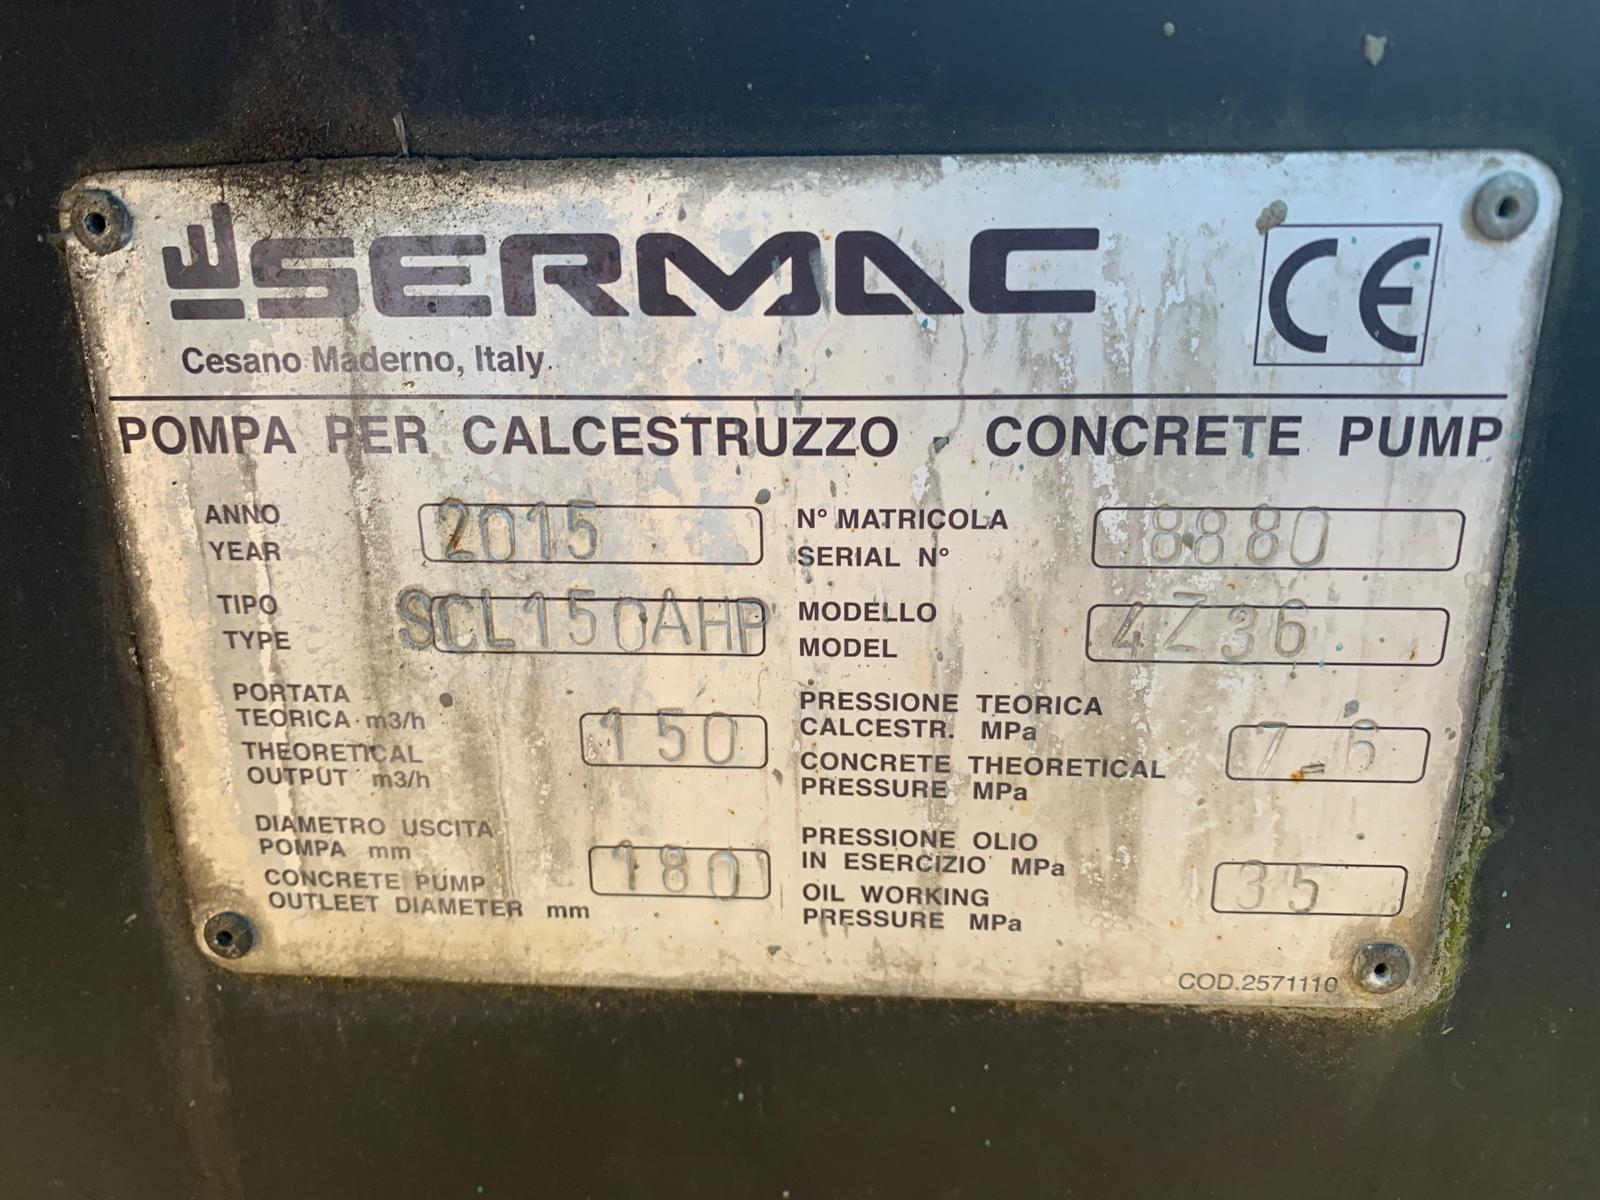 SERMAC
CE
Cesano Maderno, Italy.
POMPA PER CALCESTRUZZO - CONCRETE PUMP
ANNO
YEAR
2015
N° MATRICOLA
SERIAL N°
8880
TIPO
TYPE
SCL150AHP
MODELLO
MODEL
4Z36
PORTATA
TEORICA m3/h
THEORETICAL
OUTPUT m3/h
150
PRESSIONE TEORICA
CALCESTR. MPa
CONCRETE THEORETICAL
PRESSURE MPa
7.6
DIAMETRO USCITA
POMPA mm
CONCRETE PUMP
OUTLEET DIAMETER mm
180
PRESSIONE OLIO
IN ESERCIZIO MPa
OIL WORKING
PRESSURE MPa
35
COD.2571110